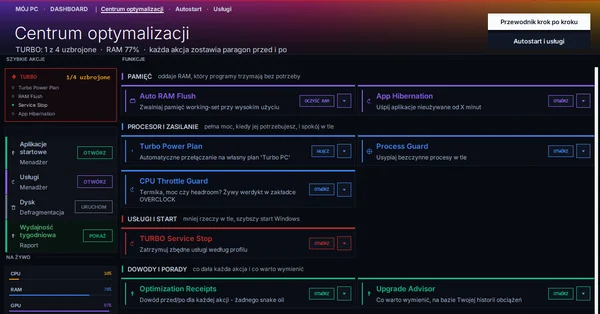 MÓJ PC · DASHBOARD | Centrum optymalizacji · Autostart · Usługi
Centrum optymalizacji
TURBO: 1 z 4 uzbrojone · RAM 77% · każda akcja zostawia paragon przed i po
Przewodnik krok po kroku
Autostart i usługi
SZYBKIE AKCJE
TURBO 1/4 uzbrojone
Turbo Power Plan
RAM Flush
Service Stop
App Hibernation
Aplikacje startowe
Menadżer
OTWÓRZ
Usługi
Menadżer
OTWÓRZ
Dysk
Defragmentacja
URUCHOM
Wydajność tygodniowa
Raport
POKAŻ
NA ŻYWO
CPU
RAM
GPU
FUNKCJE
PAMIĘĆ oddaje RAM, który programy trzymają bez potrzeby
Auto RAM Flush
Zwalniaj pamięć working-set przy wysokim użyciu
OCZYŚĆ RAM
App Hibernation
Uśpij aplikacje nieużywane od X minut
OTWÓRZ
PROCESOR I ZASILANIE pełna moc, kiedy jej potrzebujesz, i spokój w tle
Turbo Power Plan
Automatyczne przełączanie na własny plan 'Turbo PC'
Process Guard
Usypiaj bezczynne procesy w tle
OTWÓRZ
CPU Throttle Guard
Termika, moc czy headroom? Żywy werdykt w zakładce OVERCLOCK
OTWÓRZ
USŁUGI I START mniej rzeczy w tle, szybszy start Windows
TURBO Service Stop
Zatrzymuj zbędne usługi według profilu
OTWÓRZ
DOWODY I PORADY co dała każda akcja i co warto wymienić
Optimization Receipts
Dowód przed/po dla każdej akcji - żadnego snake oil
OTWÓRZ
Upgrade Advisor
Co warto wymienić, na bazie Twojej historii obciążeń
OTWÓRZ